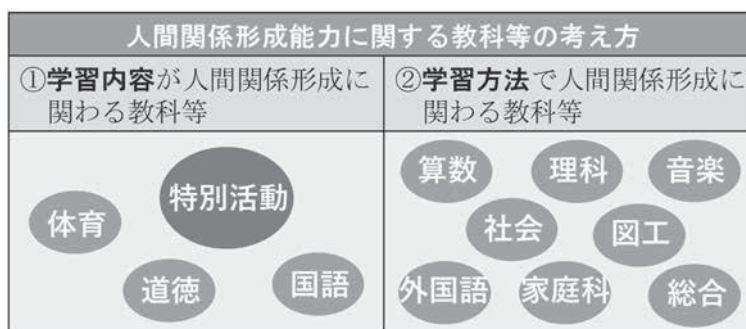 人間関係形成能力に関する教科等の考え方
①学習内容が人間関係形成に
関わる教科等
②学習方法で人間関係形成に
関わる教科等
特別活動
体育
道徳
国語
算数
理科
音楽
社会
図工
外国語
家庭科
総合